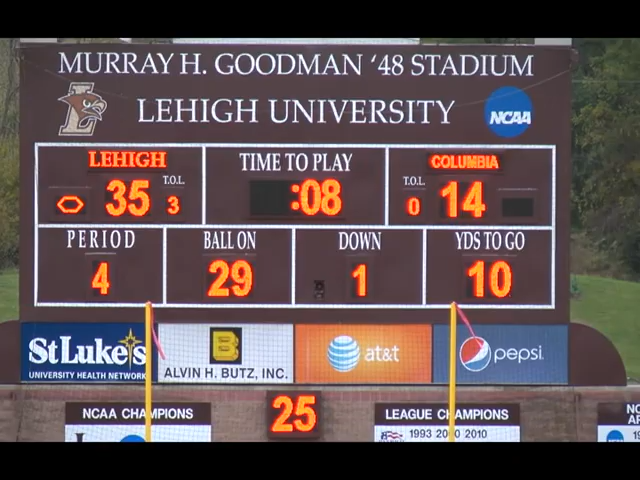 MURRAY H. GOODMAN '48 STADIUM
LEHIGH UNIVERSITY
NCAA
LEHIGH
TIME TO PLAY
COLUMBIA
T.O.L.
T.O.L.
35
3
:08
0
14
PERIOD
BALL ON
DOWN
YDS TO GO
4
29
1
10
St Luke's
UNIVERSITY HEALTH NETWORK
B
ALVIN H. BUTZ, INC.
at&t
pepsi
25
NCAA CHAMPIONS
LEAGUE CHAMPIONS
1993 2000 2010